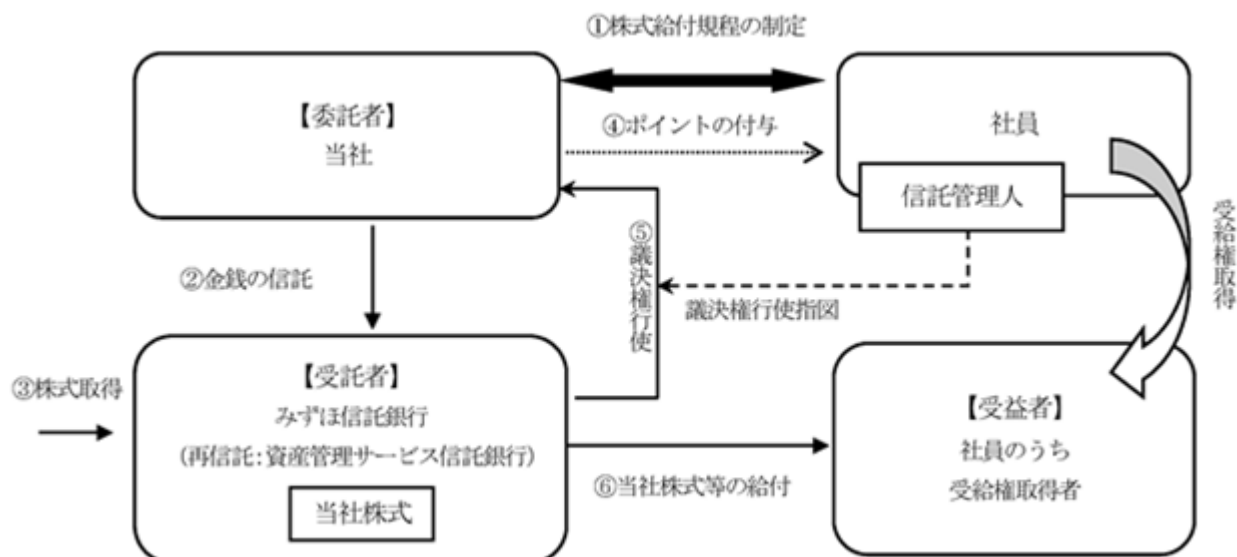 ①株式給付規程の制定
【委託者】
当社
④ポイントの付与
社員
信託管理人
受給権取得
②金銭の信託
⑤議決権行使
議決権行使指図
③株式取得
【受託者】
みずほ信託銀行
(再信託:資産管理サービス信託銀行)
当社株式
⑥当社株式等の給付
【受益者】
社員のうち
受給権取得者